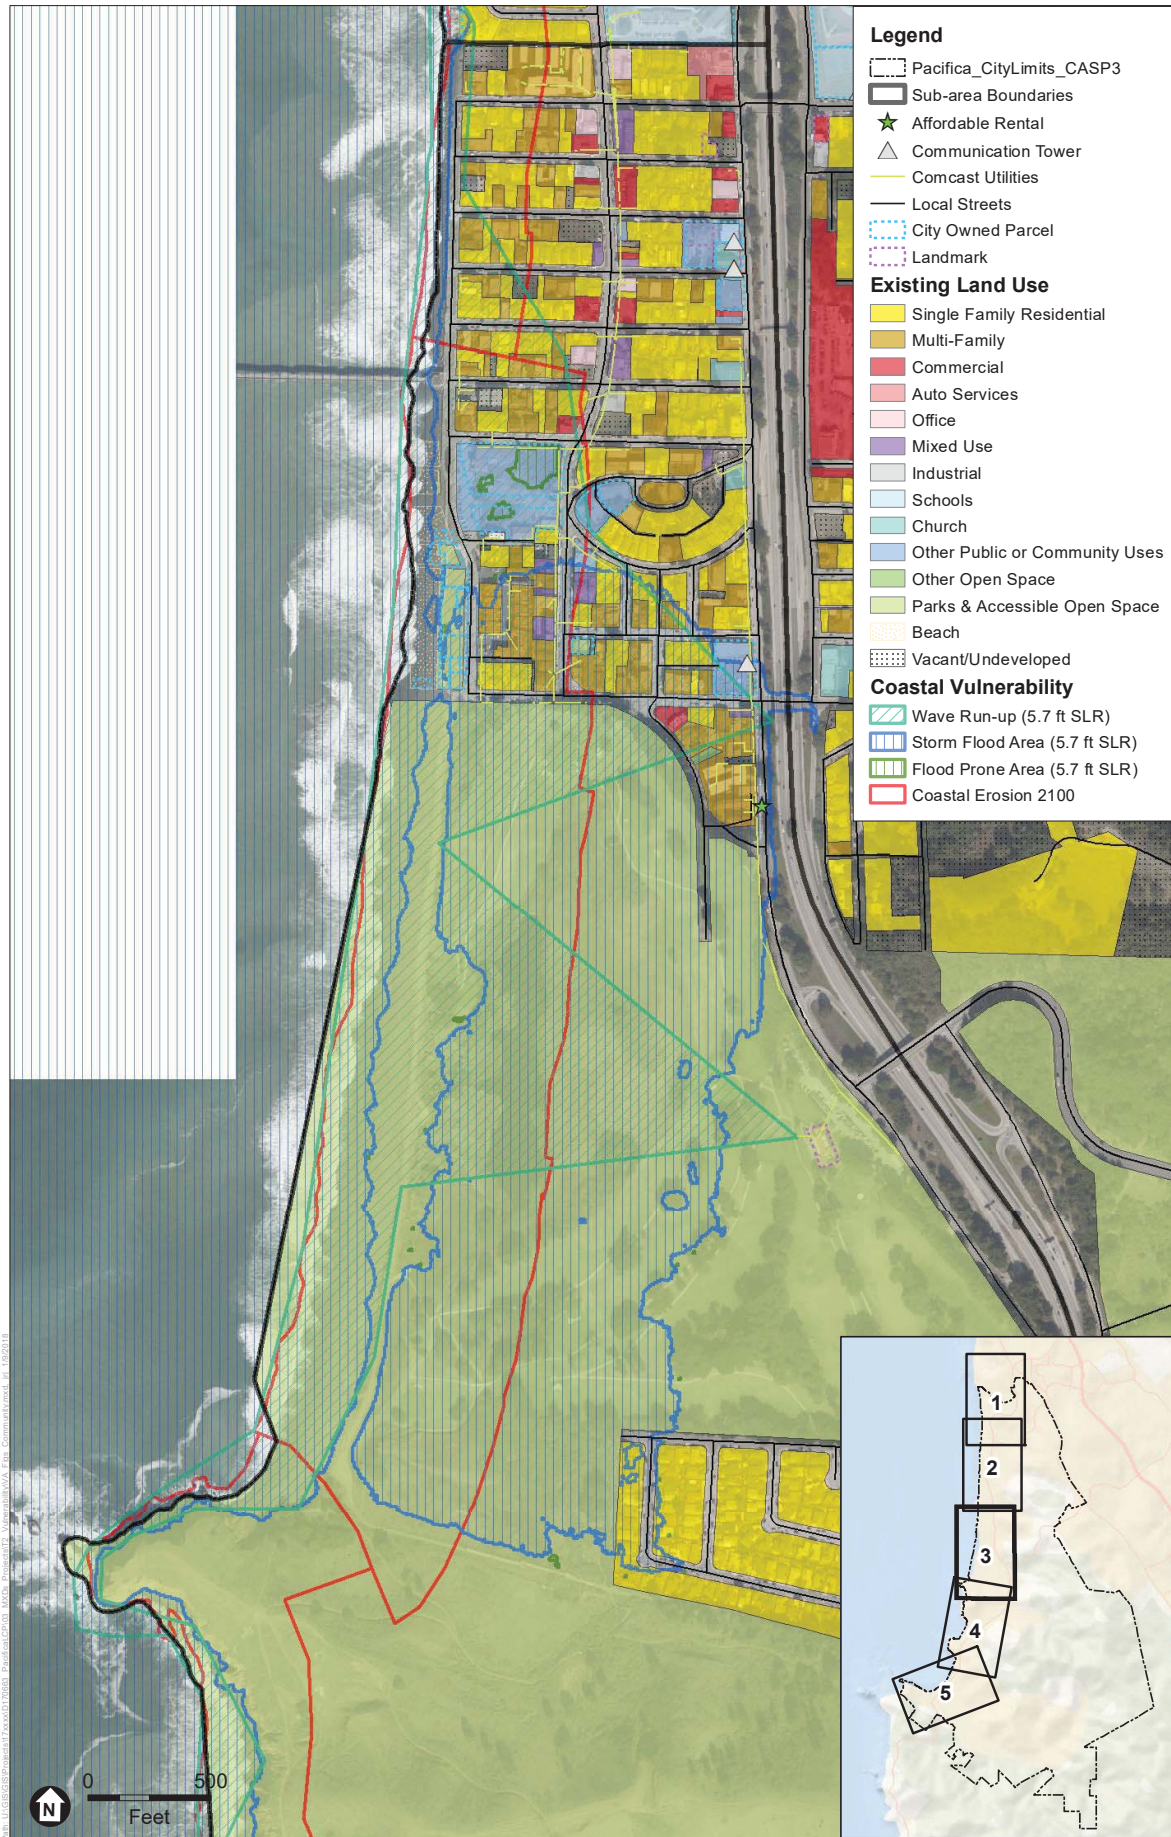 Legend
Pacifica_CityLimits_CASP3
Sub-area Boundaries
Affordable Rental
Communication Tower
Comcast Utilities
Local Streets
City Owned Parcel
Landmark
Existing Land Use
Single Family Residential
Multi-Family
Commercial
Auto Services
Office
Mixed Use
Industrial
Schools
Church
Other Public or Community Uses
Other Open Space
Parks & Accessible Open Space
Beach
Vacant/Undeveloped
Coastal Vulnerability
Wave Run-up (5.7 ft SLR)
Storm Flood Area (5.7 ft SLR)
Flood Prone Area (5.7 ft SLR)
Coastal Erosion 2100
1
2
3
4
5
N
0 500
Feet